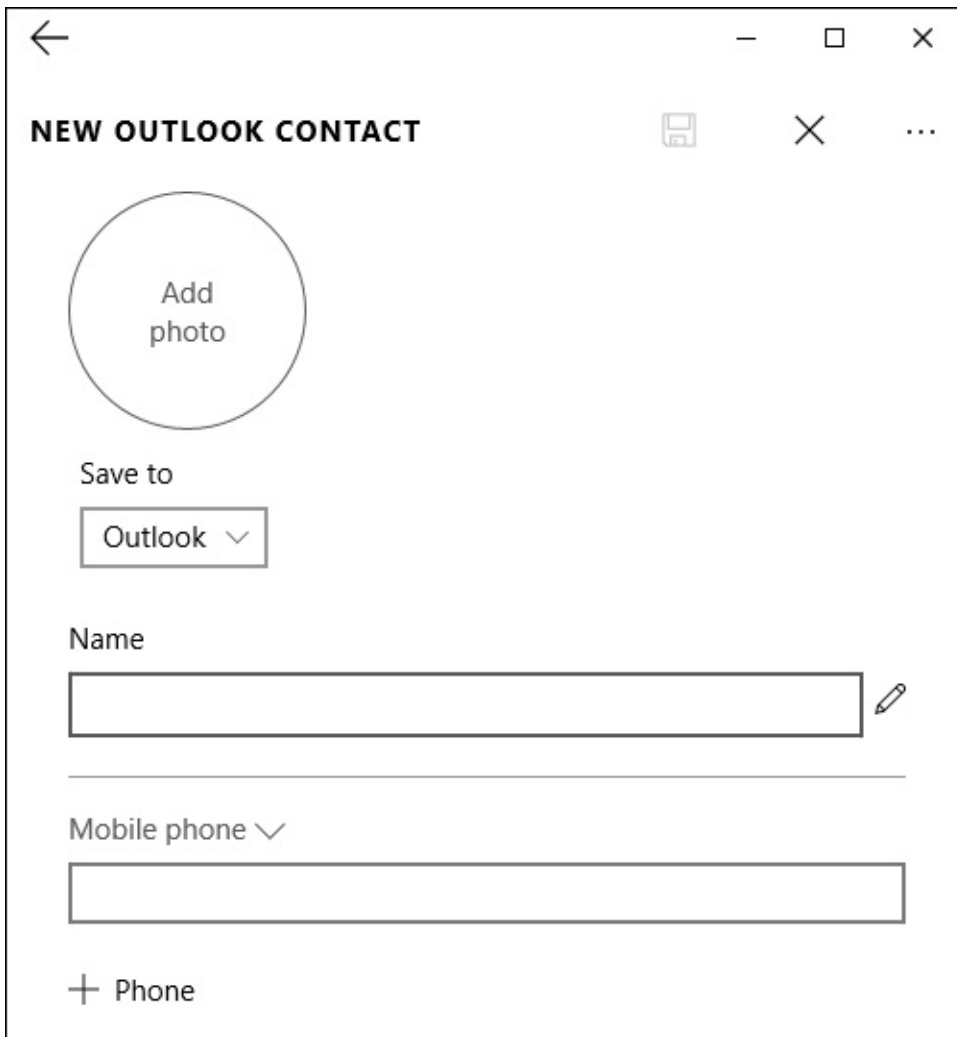 NEW OUTLOOK CONTACT
Add
photo
Save to
Outlook
Name
Mobile phone
Phone